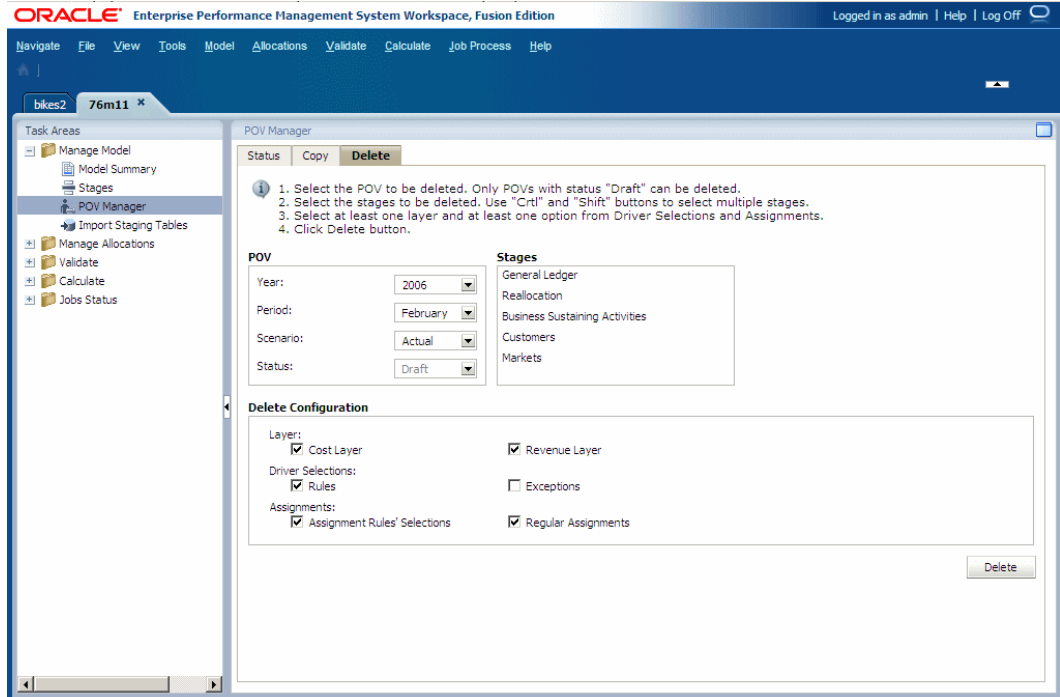 ORACLE Enterprise Performance Management System Workspace, Fusion Edition
Logged in as admin | Help | Log Off
Navigate File View Tools Model Allocations Validate Calculate Job Process Help
bikes2 76m11
Task Areas
Manage Model
Model Summary
Stages
POV Manager
Import Staging Tables
Manage Allocations
Validate
Calculate
Jobs Status
POV Manager
Status Copy Delete
1. Select the POV to be deleted. Only POVs with status "Draft" can be deleted.
2. Select the stages to be deleted. Use "Crtl" and "Shift" buttons to select multiple stages.
3. Select at least one layer and at least one option from Driver Selections and Assignments.
4. Click Delete button.
POV
Year: 2006
Period: February
Scenario: Actual
Status: Draft
Stages
General Ledger
Reallocation
Business Sustaining Activities
Customers
Markets
Delete Configuration
Layer:
Cost Layer Revenue Layer
Driver Selections:
Rules Exceptions
Assignments:
Assignment Rules' Selections Regular Assignments
Delete